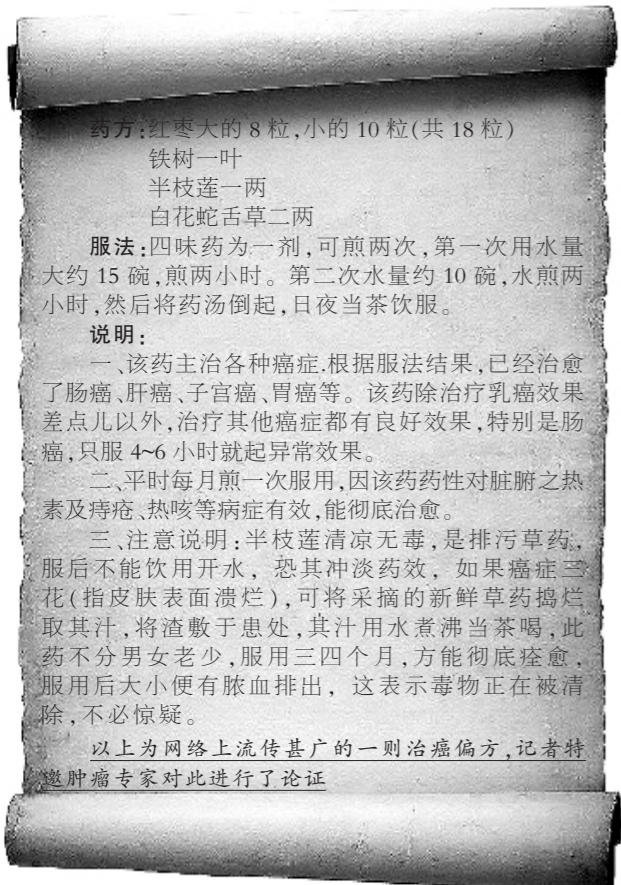 药方:红枣大的 8 粒,小的 10 粒(共 18 粒)
铁树一叶
半枝莲一两
白花蛇舌草二两
服法:四味药为一剂,可煎两次,第一次用水量
大约 15 碗,煎两小时。第二次水量约 10 碗,水煎两
小时,然后将药汤倒起,日夜当茶饮服。
说明:
一、该药主治各种癌症.根据服法结果,已经治愈
了肠癌、肝癌、子宫癌、胃癌等。该药除治疗乳癌效果
差点儿以外,治疗其他癌症都有良好效果,特别是肠
癌,只服 4~6 小时就起异常效果。
二、平时每月煎一次服用,因该药药性对脏腑之热
素及痔疮、热咳等病症有效,能彻底治愈。
三、注意说明:半枝莲清凉无毒,是排污草药,
服后不能饮用开水,恐其冲淡药效,如果癌症三
花(指皮肤表面溃烂),可将采摘的新鲜草药捣烂
取其汁,将渣敷于患处,其汁用水煮沸当茶喝,此
药不分男女老少,服用三四个月,方能彻底痊愈,
服用后大小便有脓血排出,这表示毒物正在被清
除,不必惊疑。
以上为网络上流传甚广的一则治癌偏方,记者特
邀肿瘤专家对此进行了论证